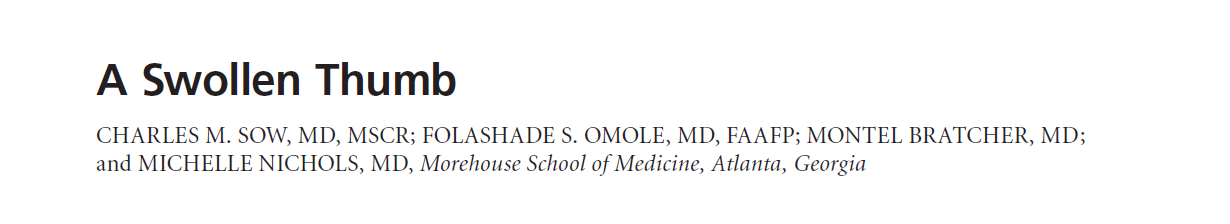 A Swollen Thumb
CHARLES M. SOW, MD, MSCR; FOLASHADE S. OMOLE, MD, FAAFP; MONTEL BRATCHER, MD;
and MICHELLE NICHOLS, MD, Morehouse School of Medicine, Atlanta, Georgia